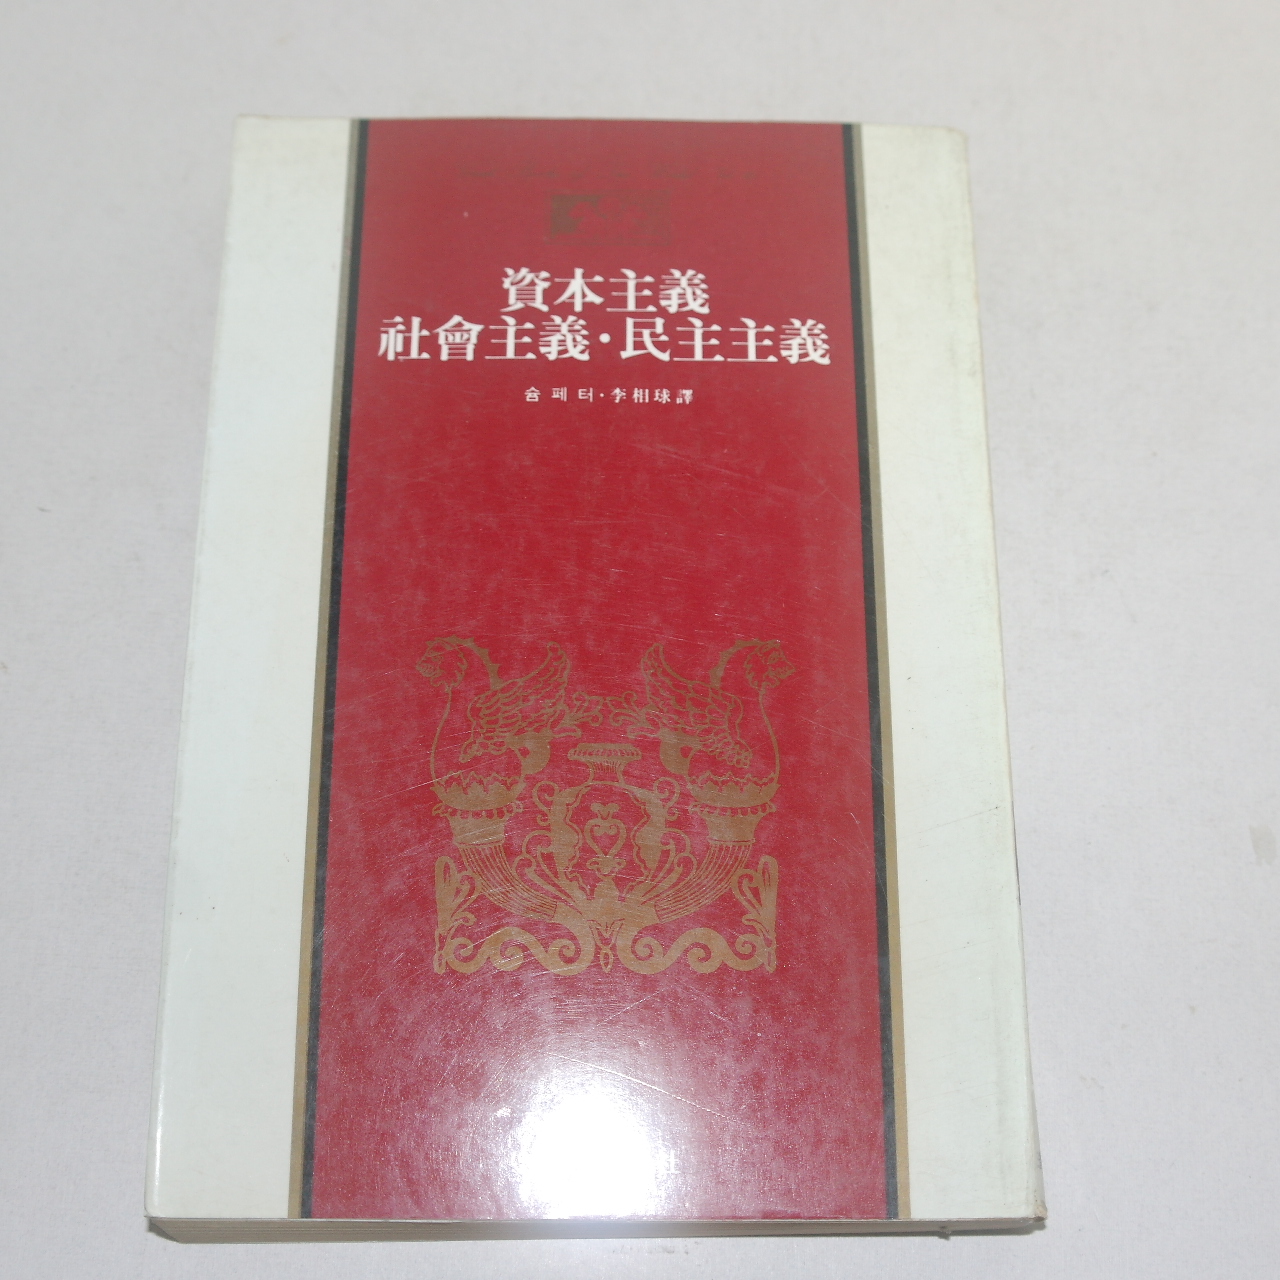 資本主義
社會主義·民主主義
슘페터·李相球譯
社